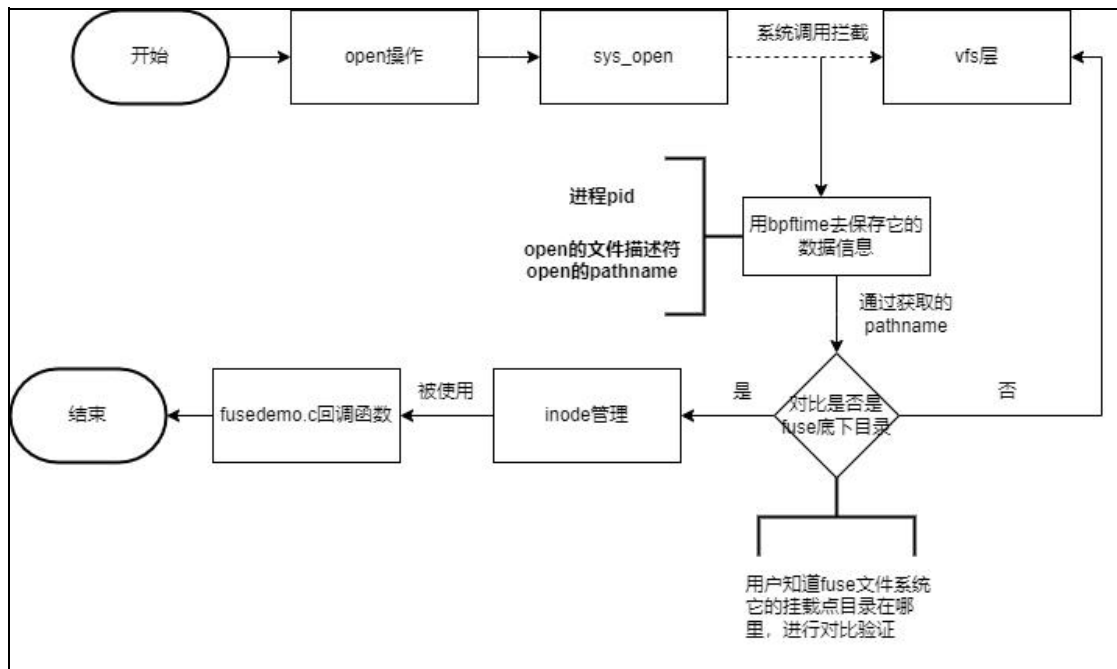 开始
open操作
sys_open
系统调用拦截
vfs层
进程pid
open的文件描述符
open的pathname
用bpftime去保存它的
数据信息
通过获取的
pathname
结束
fusedemo.c回调函数
被使用
inode管理
是
对比是否是
fuse底下目录
否
用户知道fuse文件系统
它的挂载点目录在哪
里，进行对比验证